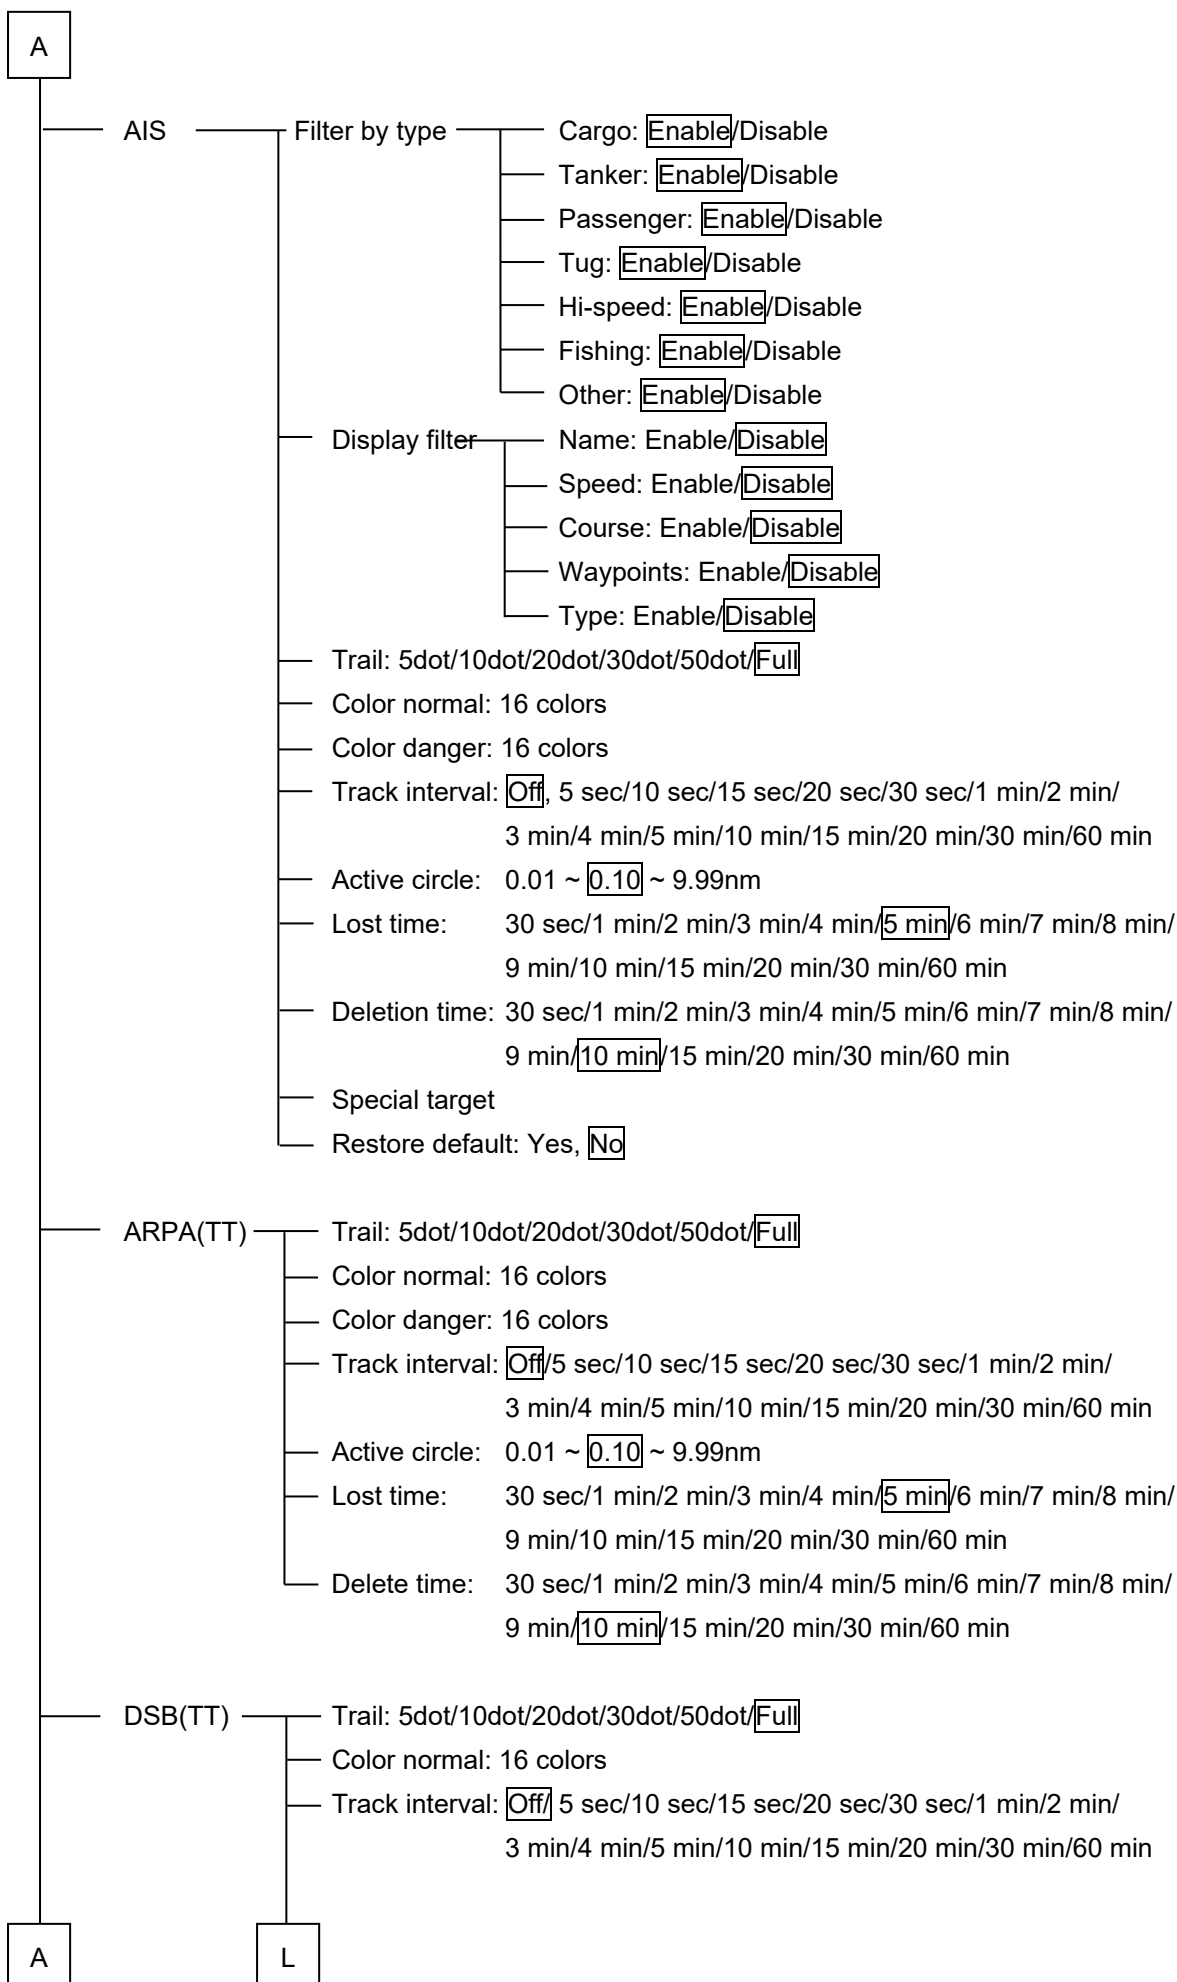 A
AIS Filter by type Cargo: Enable/Disable
Tanker: Enable/Disable
Passenger: Enable/Disable
Tug: Enable/Disable
Hi-speed: Enable/Disable
Fishing: Enable/Disable
Other: Enable/Disable
Display filter Name: Enable/Disable
Speed: Enable/Disable
Course: Enable/Disable
Waypoints: Enable/Disable
Type: Enable/Disable
Trail: 5dot/10dot/20dot/30dot/50dot/Full
Color normal: 16 colors
Color danger: 16 colors
Track interval: Off, 5 sec/10 sec/15 sec/20 sec/30 sec/1 min/2 min/
3 min/4 min/5 min/10 min/15 min/20 min/30 min/60 min
Active circle: 0.01 ~ 0.10 ~ 9.99nm
Lost time: 30 sec/1 min/2 min/3 min/4 min/5 min/6 min/7 min/8 min/
9 min/10 min/15 min/20 min/30 min/60 min
Deletion time: 30 sec/1 min/2 min/3 min/4 min/5 min/6 min/7 min/8 min/
9 min/10 min/15 min/20 min/30 min/60 min
Special target
Restore default: Yes, No
ARPA(TT) Trail: 5dot/10dot/20dot/30dot/50dot/Full
Color normal: 16 colors
Color danger: 16 colors
Track interval: Off/5 sec/10 sec/15 sec/20 sec/30 sec/1 min/2 min/
3 min/4 min/5 min/10 min/15 min/20 min/30 min/60 min
Active circle: 0.01 ~ 0.10 ~ 9.99nm
Lost time: 30 sec/1 min/2 min/3 min/4 min/5 min/6 min/7 min/8 min/
9 min/10 min/15 min/20 min/30 min/60 min
Delete time: 30 sec/1 min/2 min/3 min/4 min/5 min/6 min/7 min/8 min/
9 min/10 min/15 min/20 min/30 min/60 min
DSB(TT) Trail: 5dot/10dot/20dot/30dot/50dot/Full
Color normal: 16 colors
Track interval: Off/ 5 sec/10 sec/15 sec/20 sec/30 sec/1 min/2 min/
3 min/4 min/5 min/10 min/15 min/20 min/30 min/60 min
A L